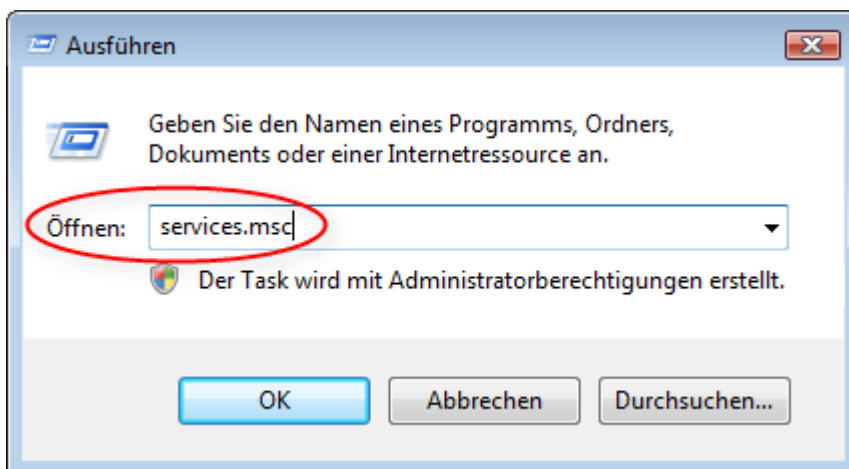 Ausführen
Geben Sie den Namen eines Programms, Ordners,
Dokuments oder einer Internetressource an.
Öffnen: services.msc
Der Task wird mit Administratorberechtigungen erstellt.
OK Abbrechen Durchsuchen...